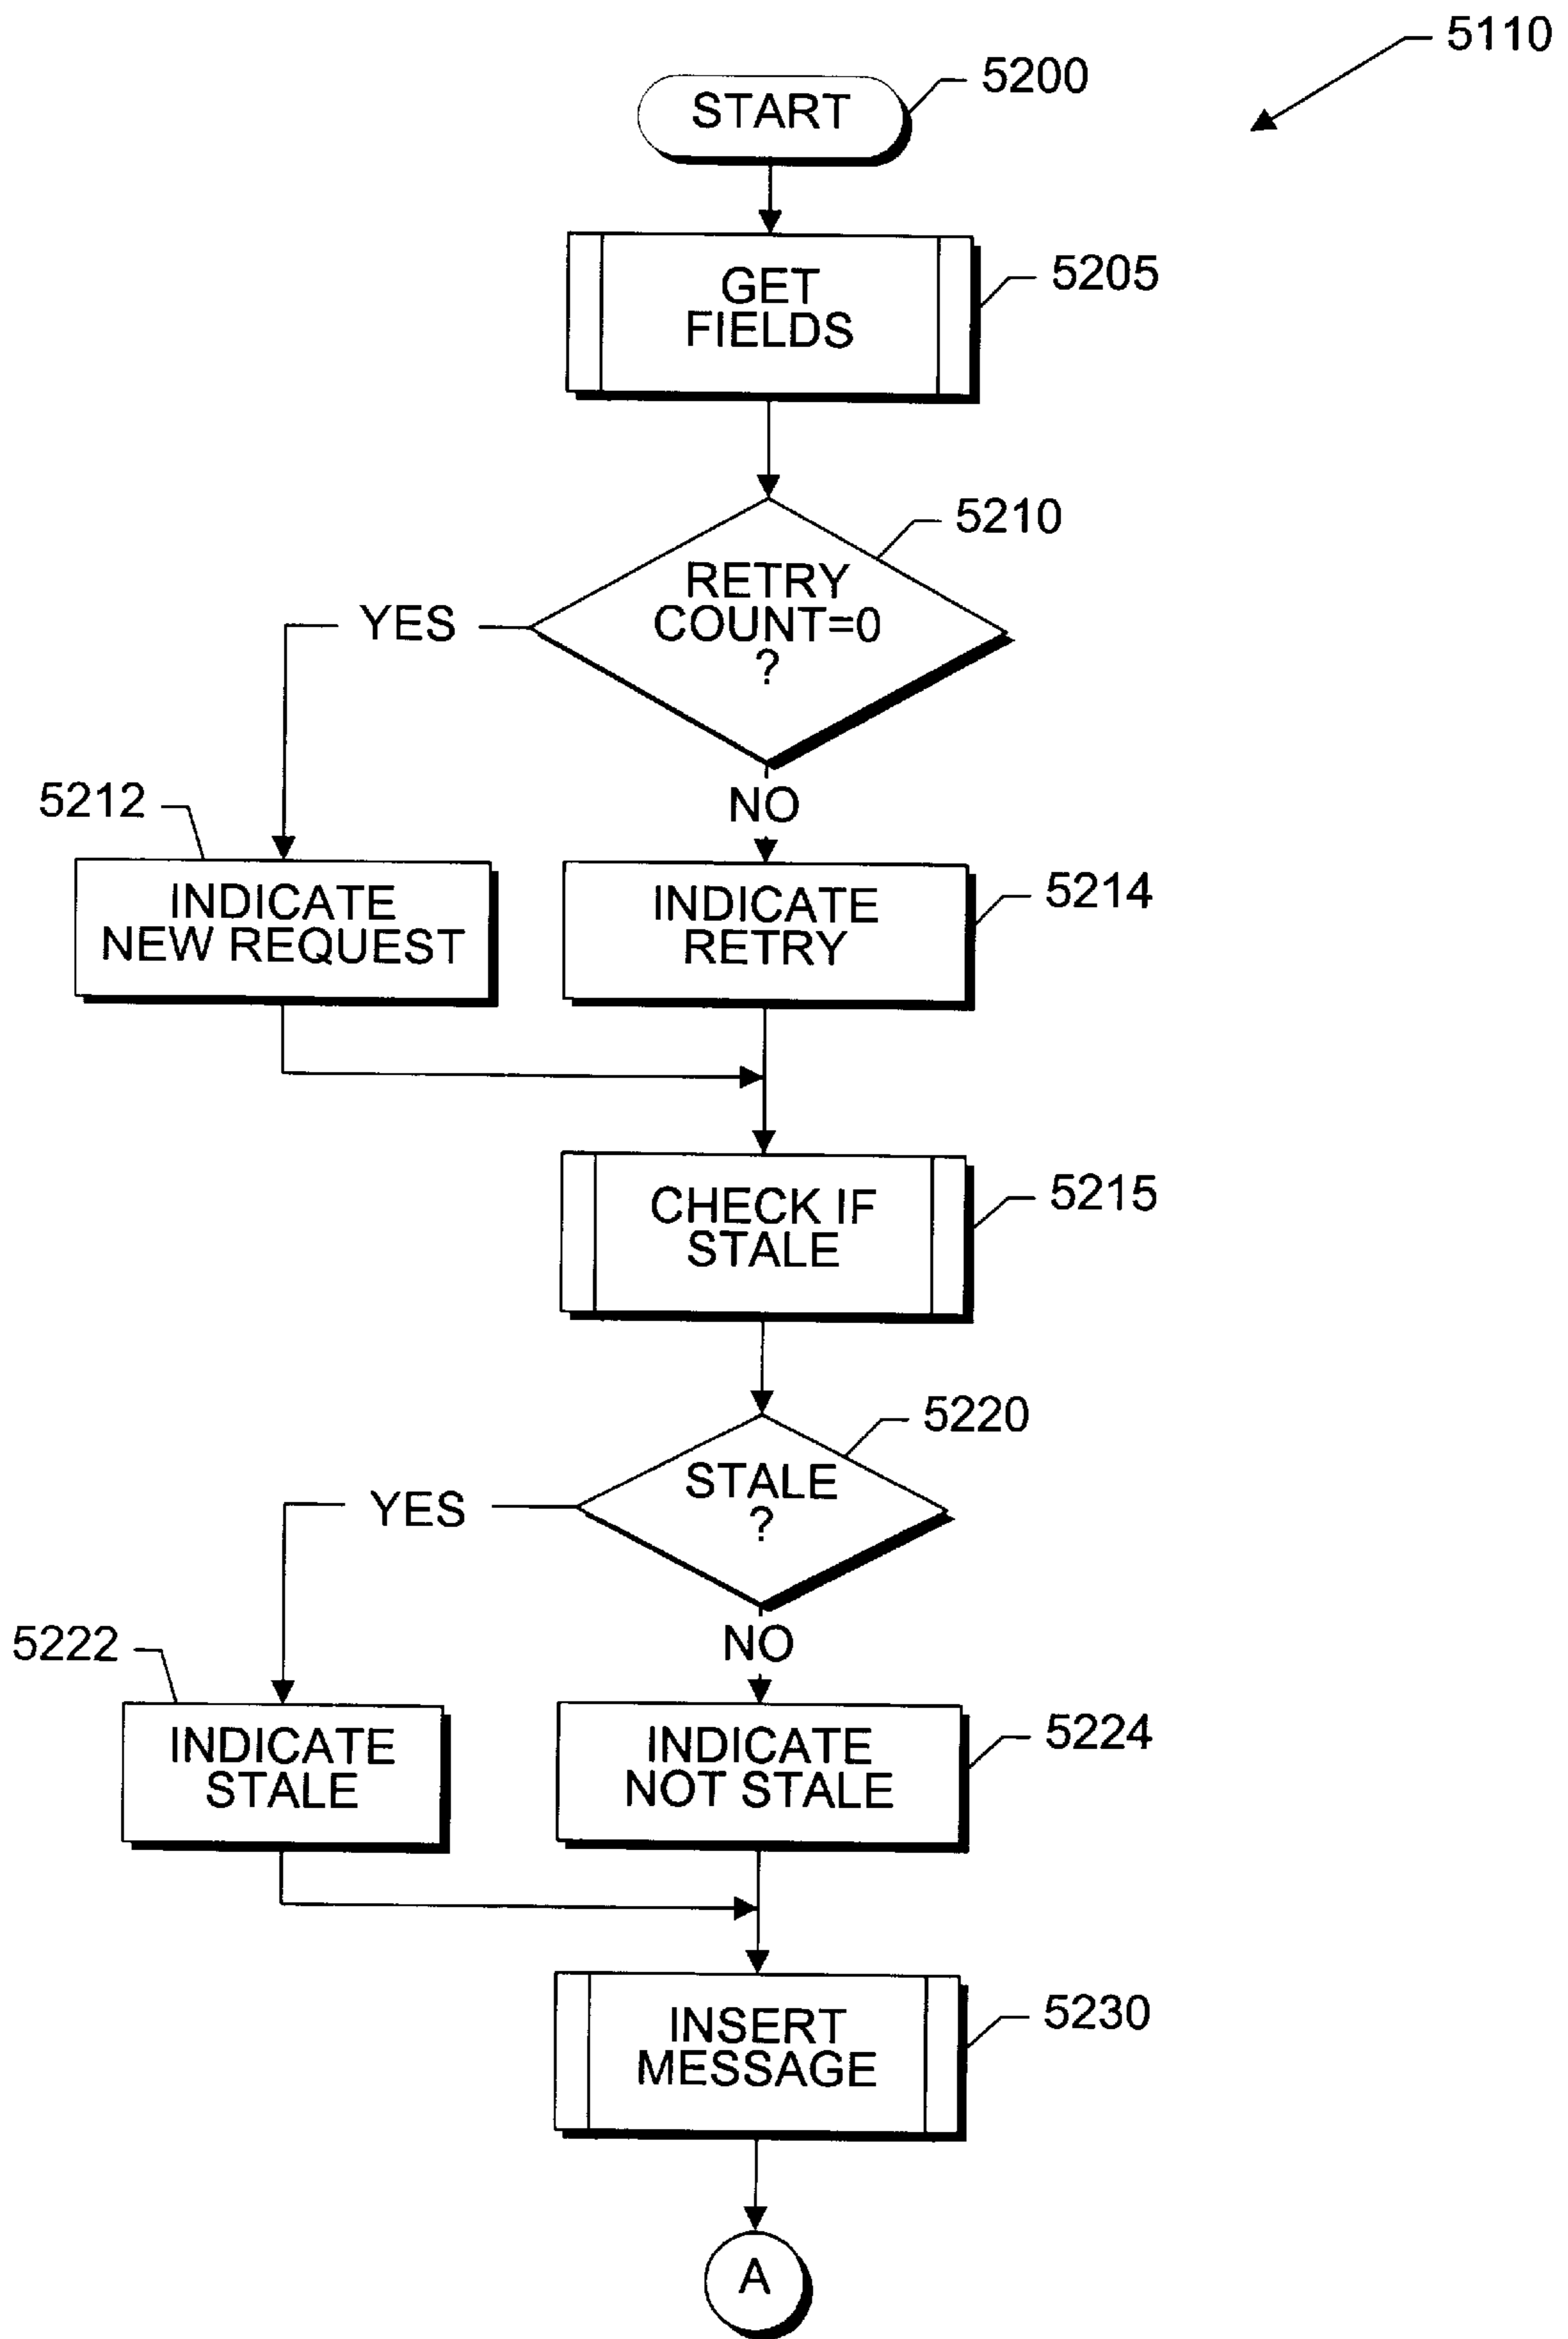 5110
5200
START
5205
GET
FIELDS
5210
RETRY
COUNT=0
?
YES
NO
5212
INDICATE
NEW REQUEST
5214
INDICATE
RETRY
5215
CHECK IF
STALE
5220
STALE
?
YES
NO
5222
INDICATE
STALE
5224
INDICATE
NOT STALE
5230
INSERT
MESSAGE
A